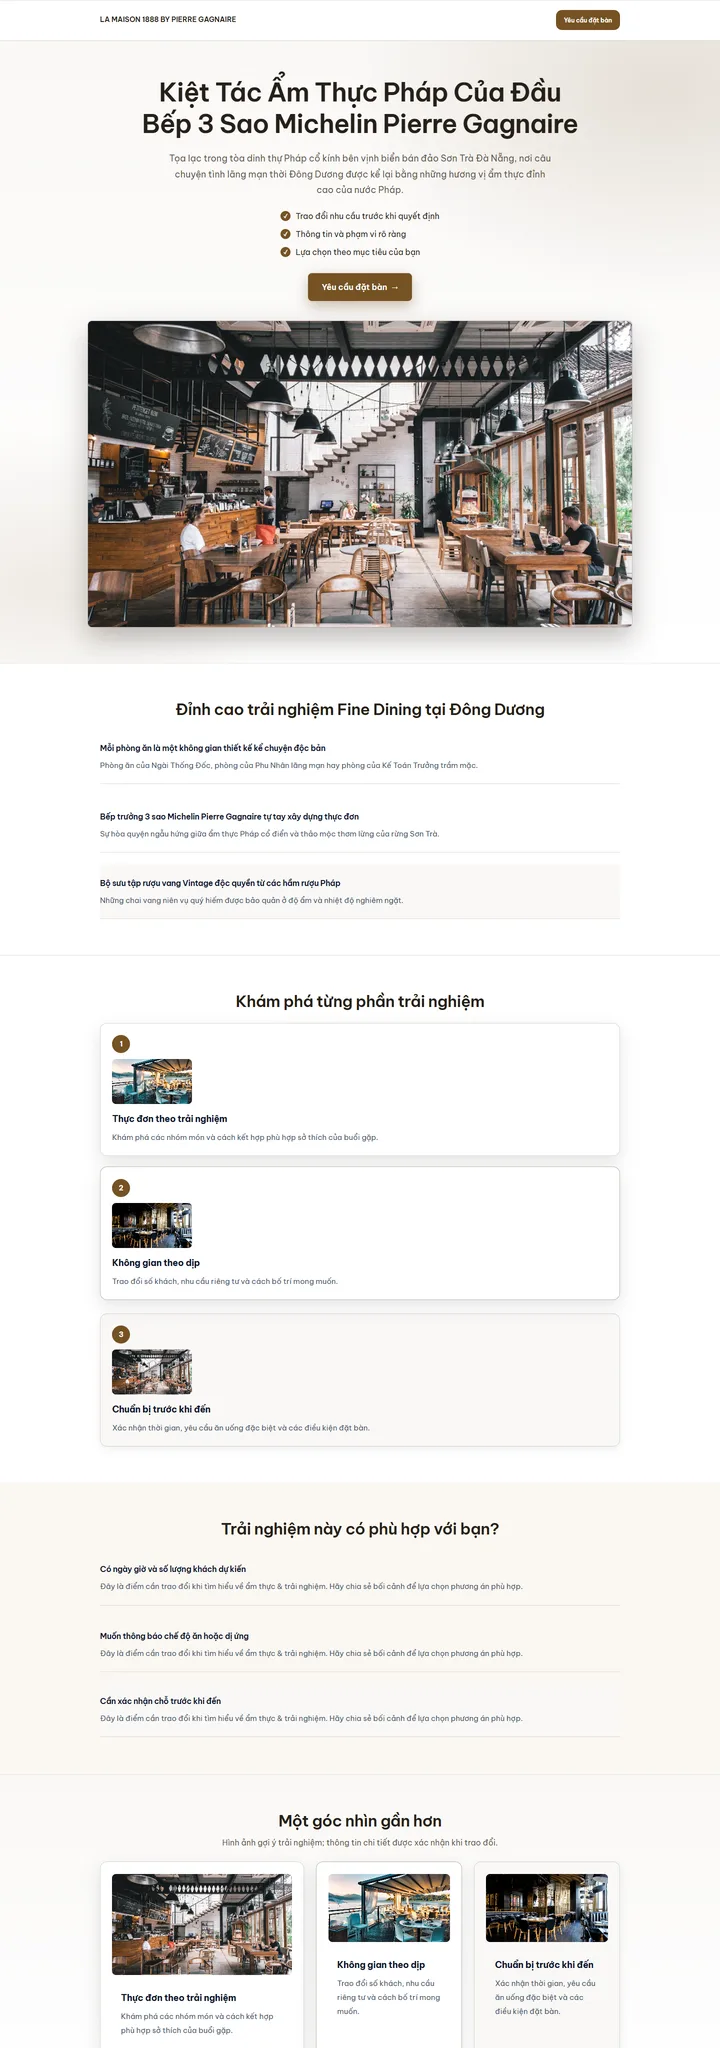 LA MAISON 1888 BY PIERRE GAGNAIRE
Yêu cầu đặt bàn
Kiệt Tác Ẩm Thực Pháp Của Đầu
Bếp 3 Sao Michelin Pierre Gagnaire
Tọa lạc trong tòa dinh thự Pháp cổ kính bên vịnh biển bán đảo Sơn Trà Đà Nẵng, nơi câu
chuyện tình lãng mạn thời Đông Dương được kể lại bằng những hương vị ẩm thực đỉnh
cao của nước Pháp.
Trao đổi nhu cầu trước khi quyết định
Thông tin và phạm vi rõ ràng
Lựa chọn theo mục tiêu của bạn
Yêu cầu đặt bàn →
Đỉnh cao trải nghiệm Fine Dining tại Đông Dương
Mỗi phòng ăn là một không gian thiết kế kể chuyện độc bản
Phòng ăn của Ngài Thống Đốc, phòng của Phu Nhân lãng mạn hay phòng của Kế Toán Trưởng trầm mặc.
Bếp trưởng 3 sao Michelin Pierre Gagnaire tự tay xây dựng thực đơn
Sự hòa quyện ngẫu hứng giữa ẩm thực Pháp cổ điển và thảo mộc thơm lừng của rừng Sơn Trà.
Bộ sưu tập rượu vang Vintage độc quyền từ các hầm rượu Pháp
Những chai vang niên vụ quý hiếm được bảo quản ở độ ẩm và nhiệt độ nghiêm ngặt.
Khám phá từng phần trải nghiệm
1
Thực đơn theo trải nghiệm
Khám phá các nhóm món và cách kết hợp phù hợp sở thích của buổi gặp.
2
Không gian theo dịp
Trao đổi số khách, nhu cầu riêng tư và cách bố trí mong muốn.
3
Chuẩn bị trước khi đến
Xác nhận thời gian, yêu cầu ăn uống đặc biệt và các điều kiện đặt bàn.
Trải nghiệm này có phù hợp với bạn?
Có ngày giờ và số lượng khách dự kiến
Đây là điểm cần trao đổi khi tìm hiểu về ẩm thực & trải nghiệm. Hãy chia sẻ bối cảnh để lựa chọn phương án phù hợp.
Muốn thông báo chế độ ăn hoặc dị ứng
Đây là điểm cần trao đổi khi tìm hiểu về ẩm thực & trải nghiệm. Hãy chia sẻ bối cảnh để lựa chọn phương án phù hợp.
Cần xác nhận chỗ trước khi đến
Đây là điểm cần trao đổi khi tìm hiểu về ẩm thực & trải nghiệm. Hãy chia sẻ bối cảnh để lựa chọn phương án phù hợp.
Một góc nhìn gần hơn
Hình ảnh gợi ý trải nghiệm; thông tin chi tiết được xác nhận khi trao đổi.
Thực đơn theo trải nghiệm
Khám phá các nhóm món và cách kết hợp
phù hợp sở thích của buổi gặp.
Không gian theo dịp
Trao đổi số khách, nhu cầu
riêng tư và cách bố trí mong
muốn.
Chuẩn bị trước khi đến
Xác nhận thời gian, yêu cầu
ăn uống đặc biệt và các
điều kiện đặt bàn.